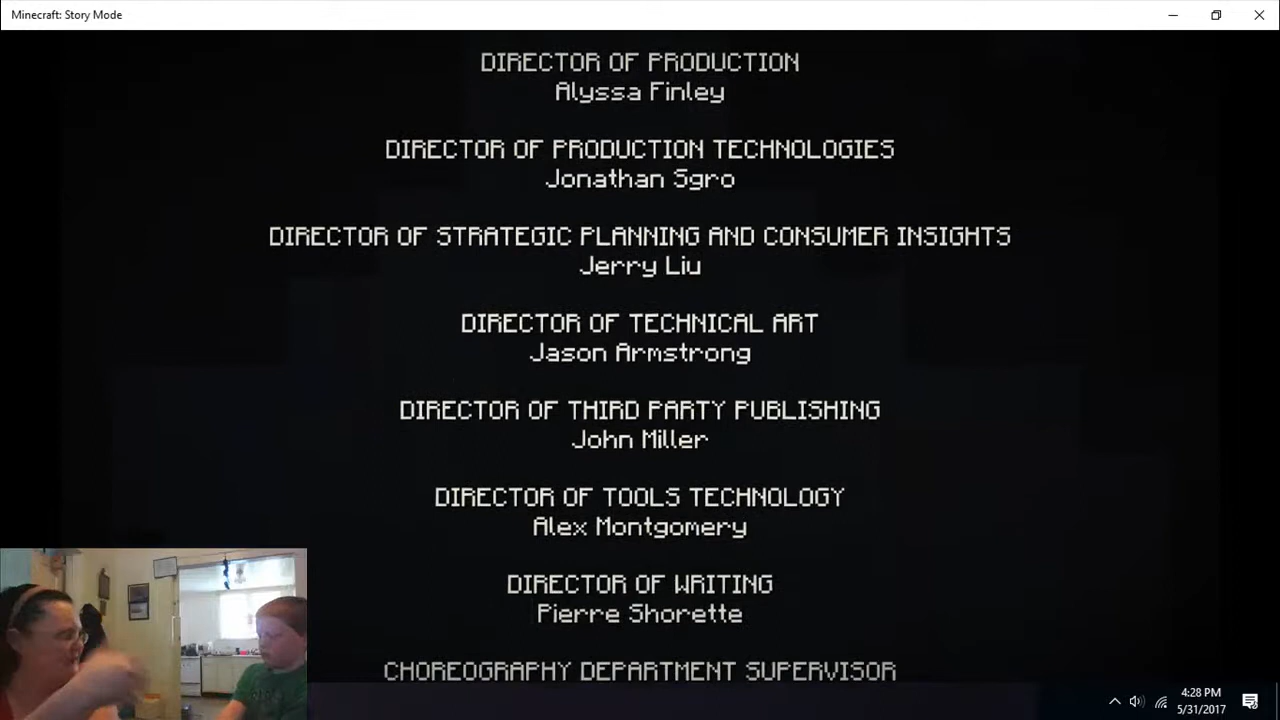 Minecraft: Story Mode
DIRECTOR OF PRODUCTION
Alyssa Finley
DIRECTOR OF PRODUCTION TECHNOLOGIES
Jonathan Sgro
DIRECTOR OF STRATEGIC PLANNING AND CONSUMER INSIGHTS
Jerry Liu
DIRECTOR OF TECHNICAL ART
Jason Armstrong
DIRECTOR OF THIRD PARTY PUBLISHING
John Miller
DIRECTOR OF TOOLS TECHNOLOGY
Alex Montgomery
DIRECTOR OF WRITING
Pierre Shorette
CHOREOGRAPHY DEPARTMENT SUPERVISOR
4:28 PM
5/31/2017